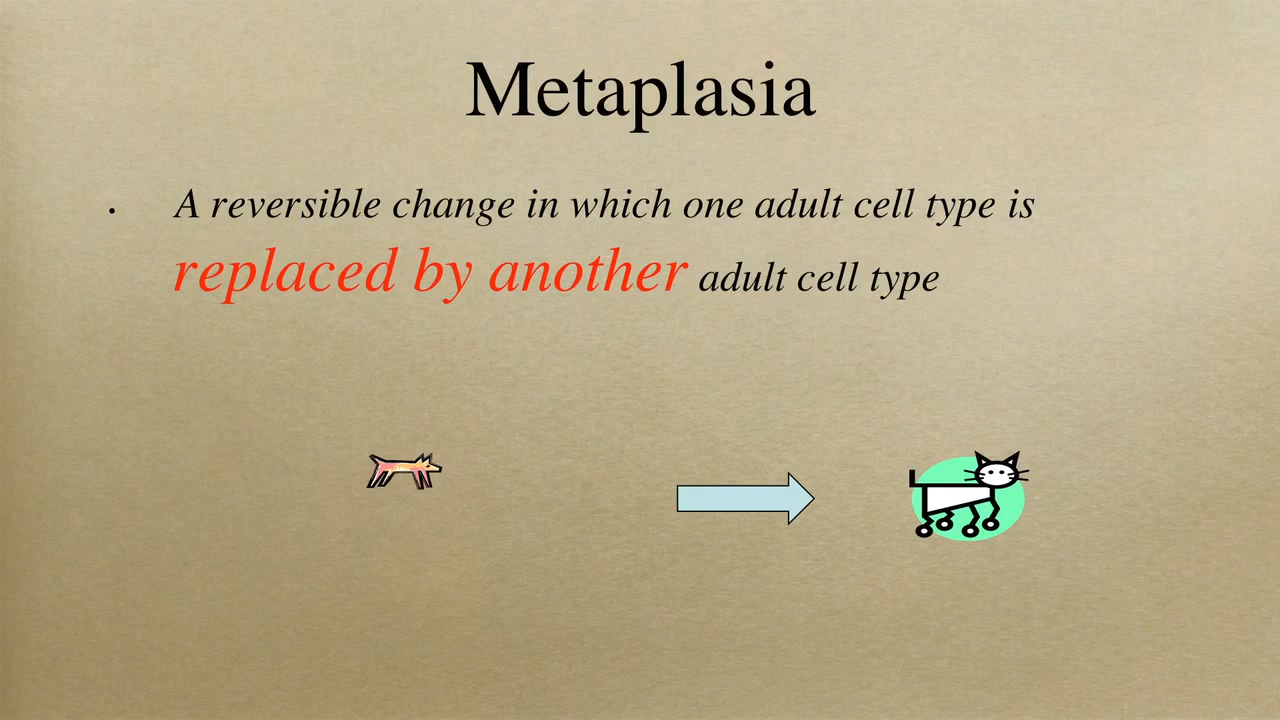 Metaplasia
• A reversible change in which one adult cell type is
replaced by another adult cell type